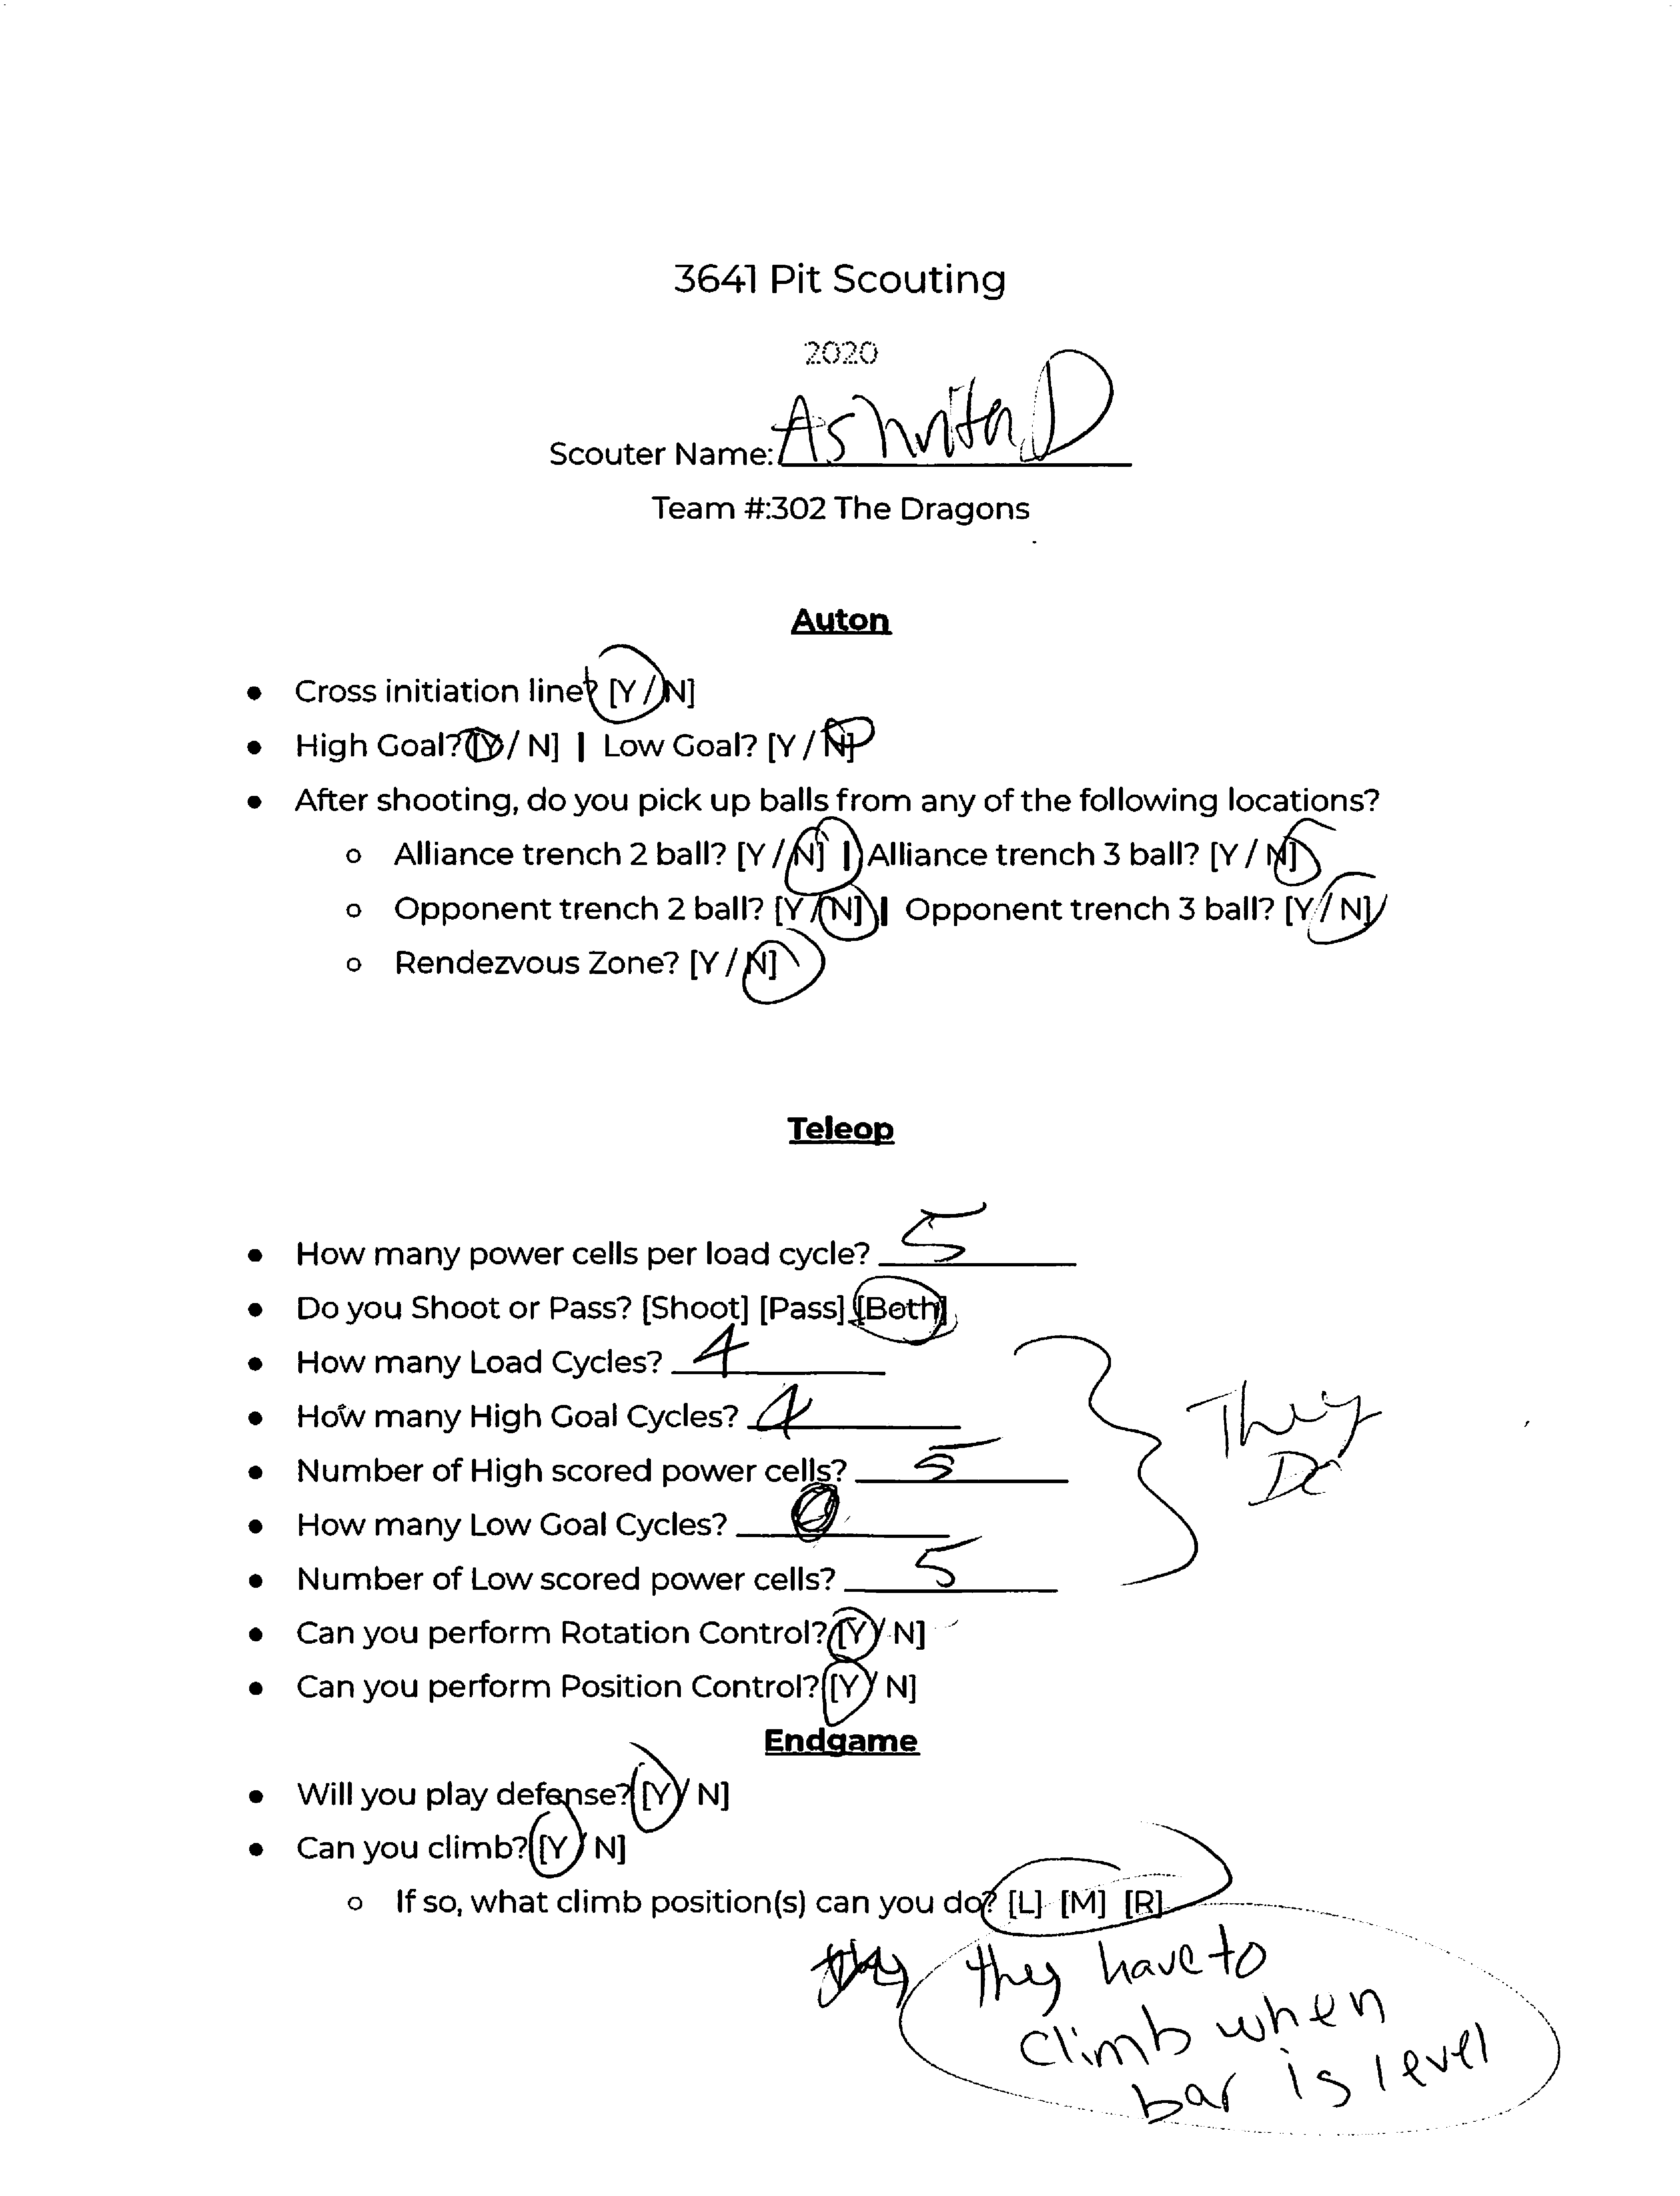 3641 Pit Scouting
2020
Scouter Name: Ashvita D
Team #:302 The Dragons
Auton
Cross initiation line? [Y / N]
High Goal? [Y / N] | Low Goal? [Y / N]
After shooting, do you pick up balls from any of the following locations?
Alliance trench 2 ball? [Y / N] | Alliance trench 3 ball? [Y / N]
Opponent trench 2 ball? [Y / N] | Opponent trench 3 ball? [Y / N]
Rendezvous Zone? [Y / N]
Teleop
How many power cells per load cycle? 5
Do you Shoot or Pass? [Shoot] [Pass] [Both]
How many Load Cycles? 4
How many High Goal Cycles? 4
They
Number of High scored power cells? 5
How many Low Goal Cycles?
Number of Low scored power cells? 5
Can you perform Rotation Control? [Y / N]
Can you perform Position Control? [Y / N]
Endgame
Will you play defense? [Y / N]
Can you climb? [Y / N]
If so, what climb position(s) can you do? [L] [M] [R]
they have to
climb when
bar is level